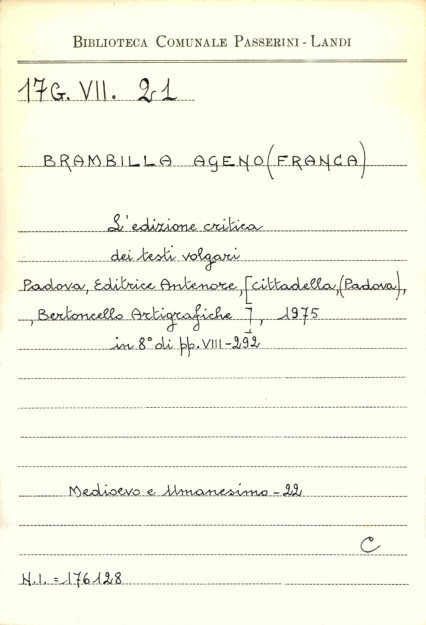 BIBLIOTECA COMUNALE PASSERINI - LANDI
17G. VII. 21
BRAMBILLA AGENO (FRANCA)
L'edizione critica
dei testi volgari
Padova, Editrice Antenore, [Cittadella, (Padova),
, Bertoncello Artigrafiche ], 1975
in 8° di pp. VIII-292
Medioevo e Umanesimo - 22
C
N.I. = 176128